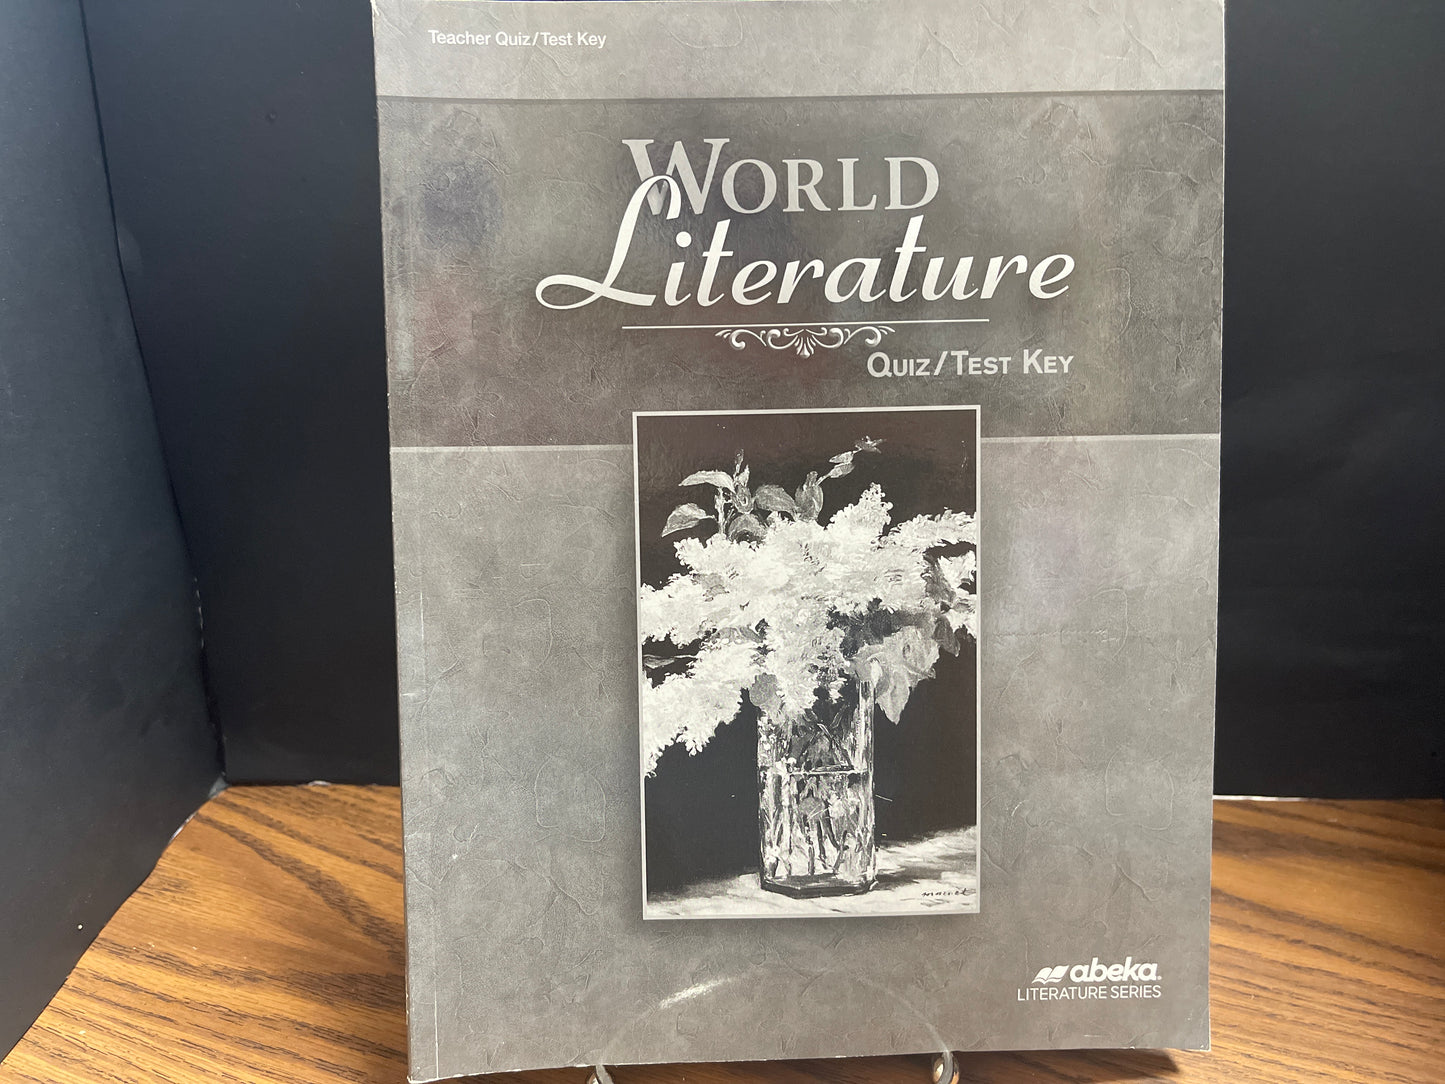 Teacher Quiz/Test Key
WORLD
Literature
QUIZ/TEST KEY
manet
abeka.
LITERATURE SERIES